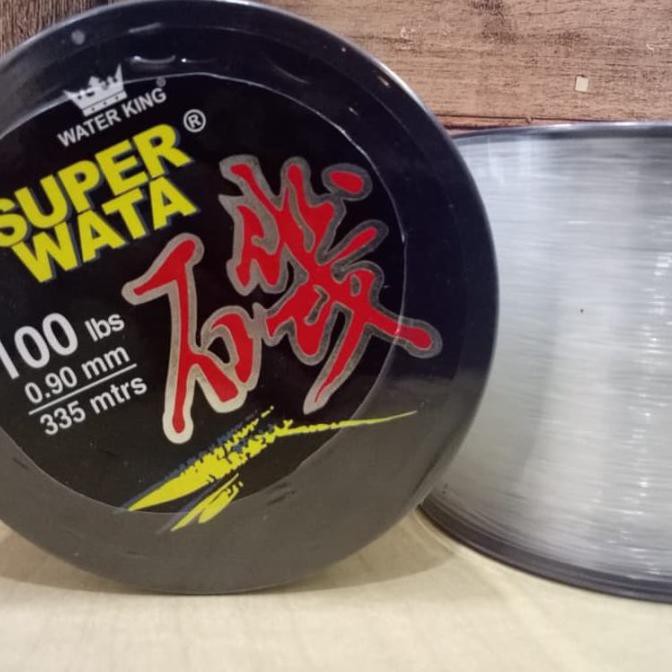 WATER KING®
SUPER
WATA®
磯
100 lbs
0.90 mm
335 mtrs